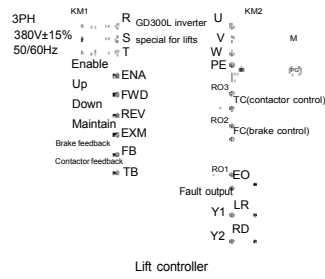 KM1
KM2
3PH
380V±15%
50/60Hz
R
S
T
GD300L inverter
special for lifts
U
V
W
PE
M
PG
Enable
ENA
Up
FWD
Down
REV
Maintain
EXM
Brake feedback
FB
Contactor feedback
TB
RO3
TC(contactor control)
RO2
FC(brake control)
RO1
EO
Fault output
Y1
LR
Y2
RD
Lift controller